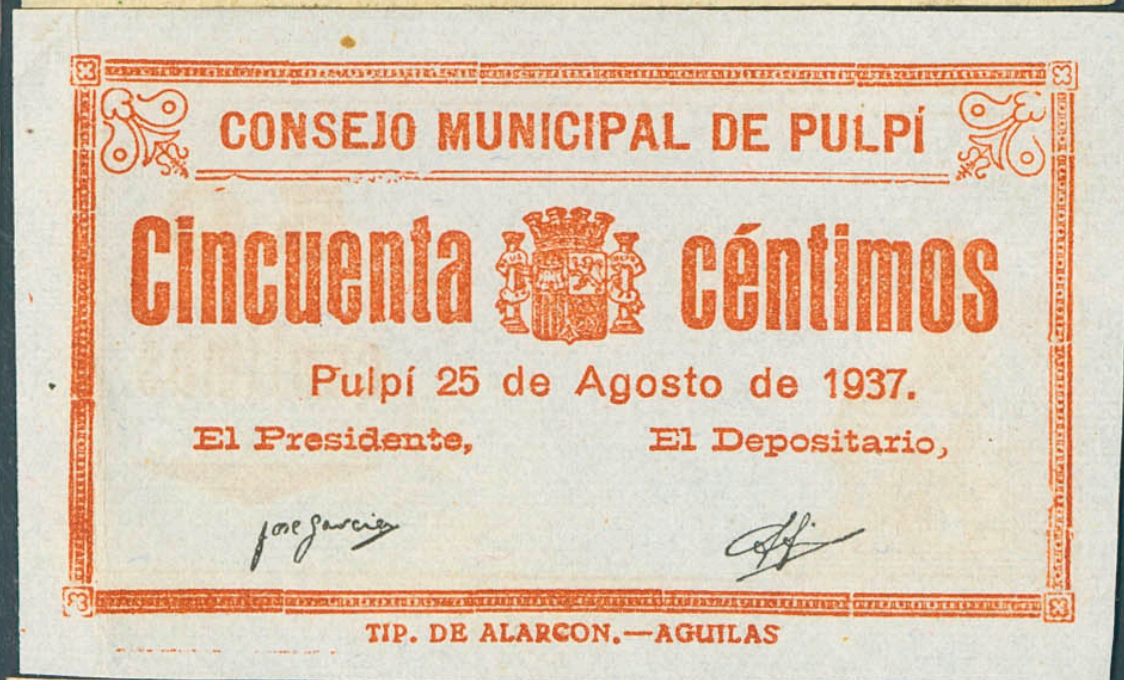 CONSEJO MUNICIPAL DE PULPÍ
Cincuenta céntimos
Pulpí 25 de Agosto de 1937.
El Presidente, El Depositario,
jose garcia
TIP. DE ALARCON.—AGUILAS